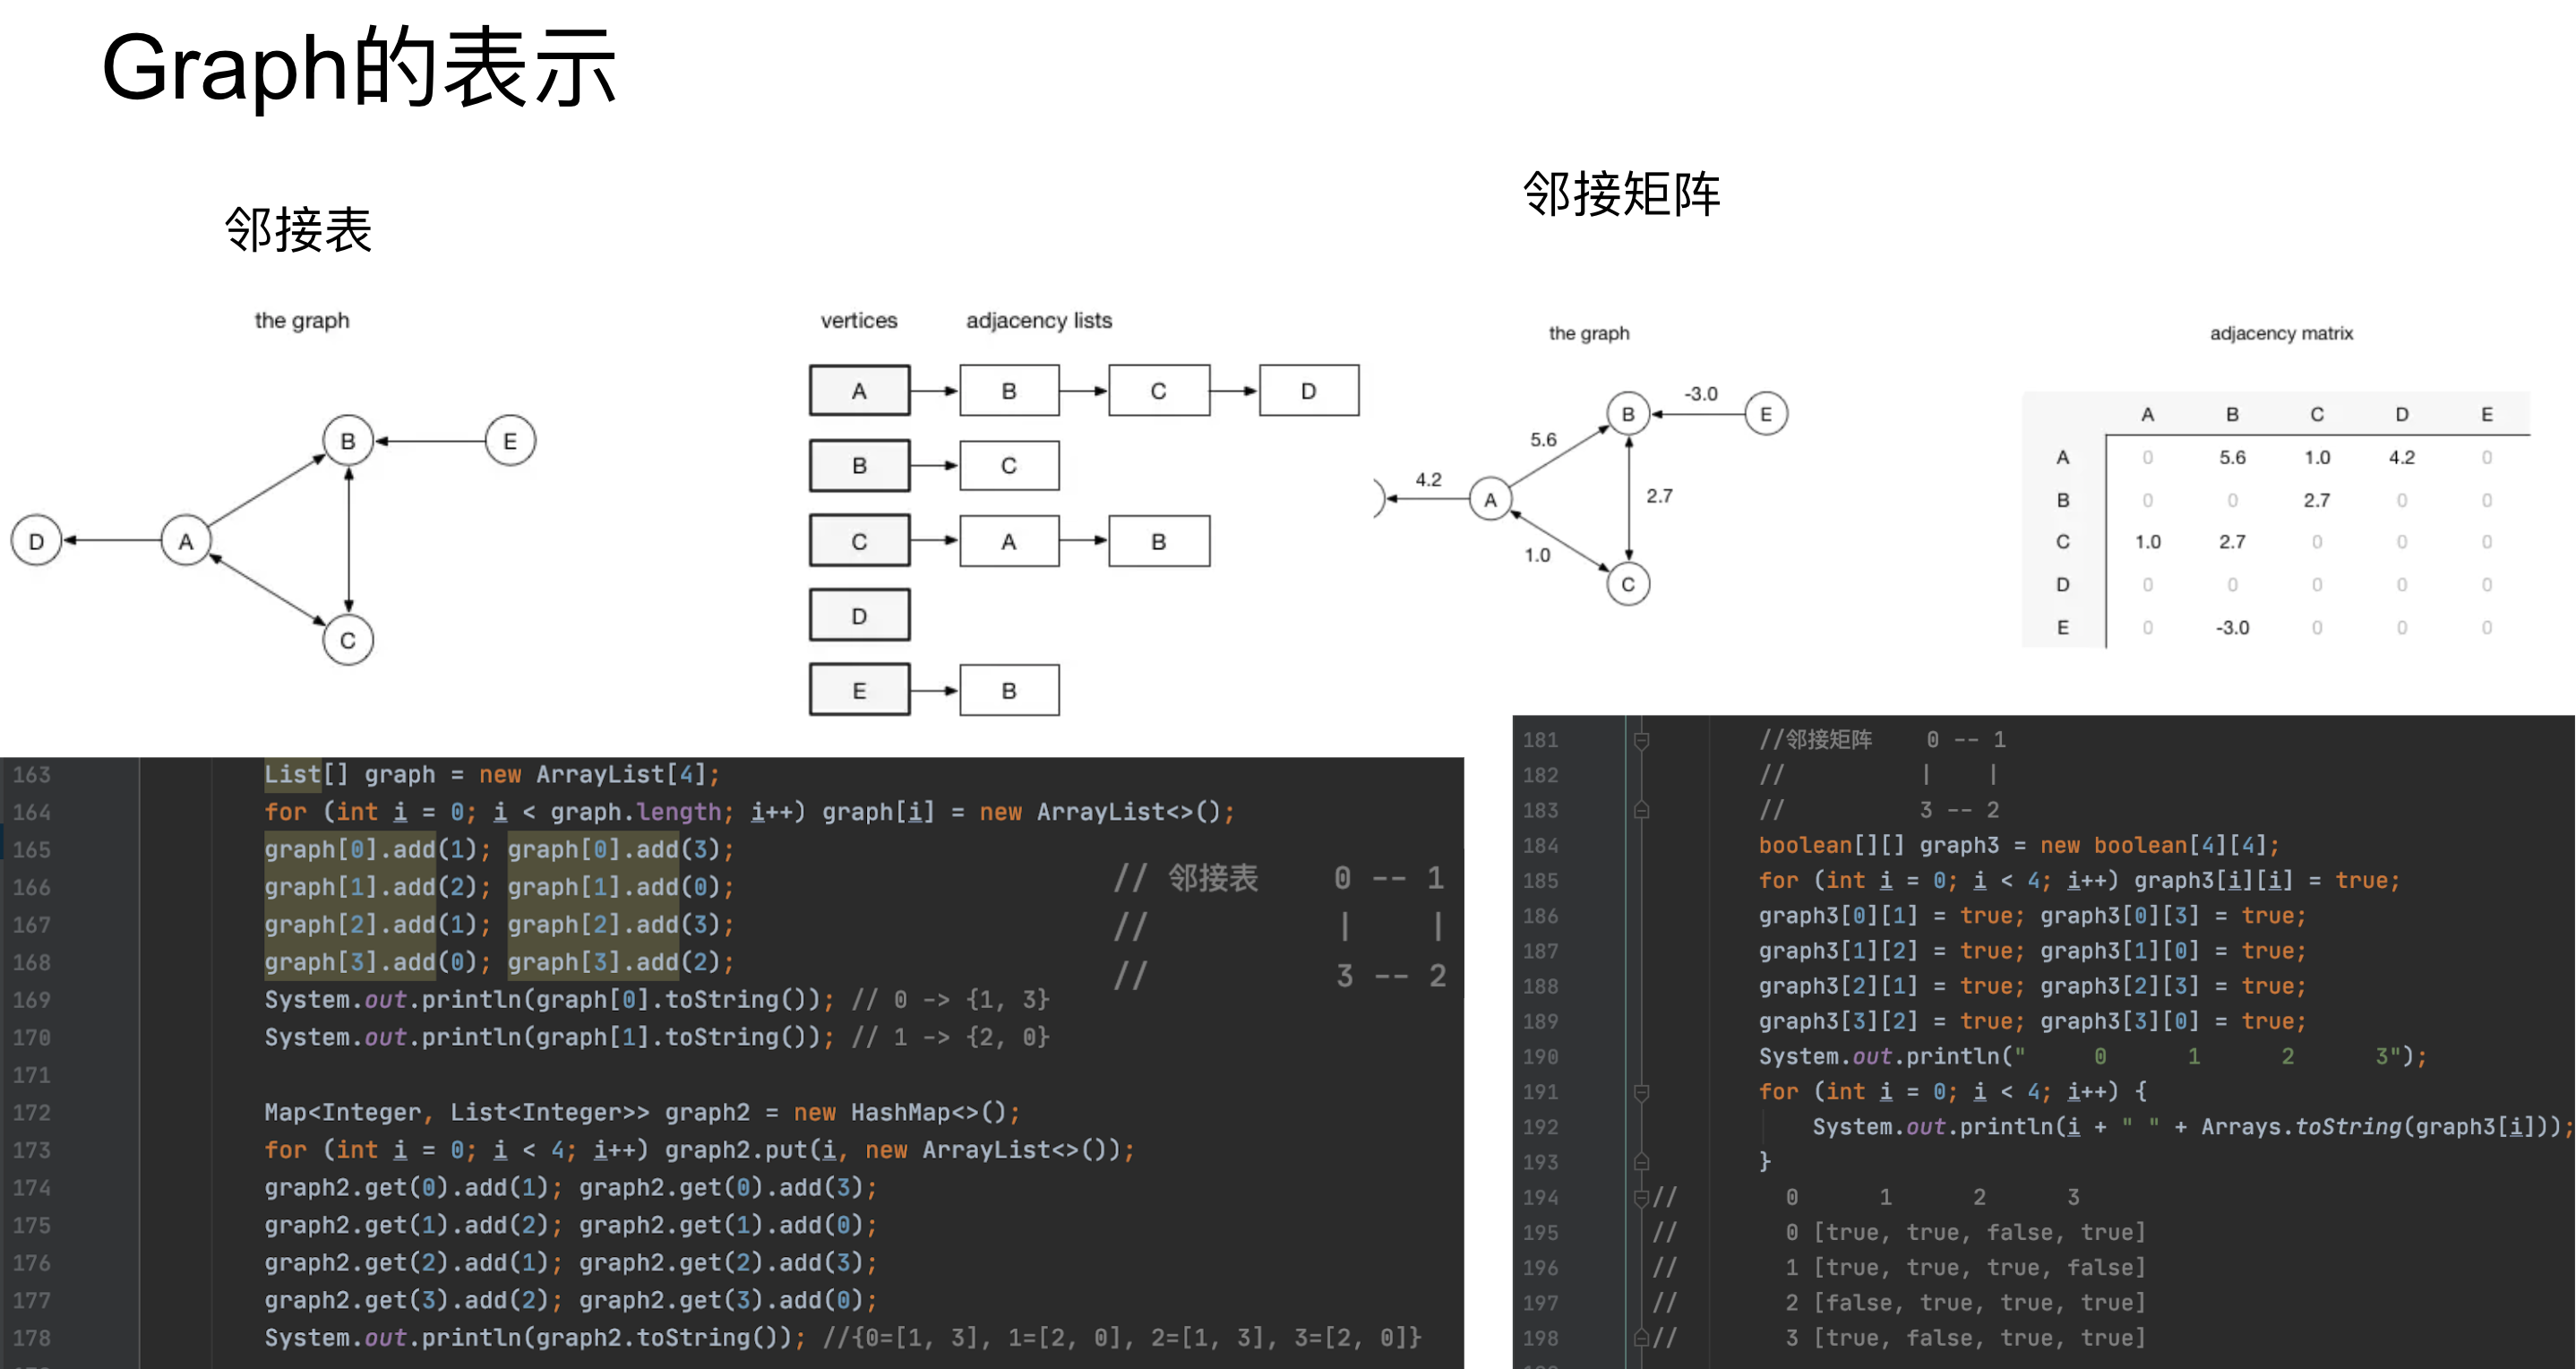 Graph的表示
邻接表
the graph
B
E
D
A
C
vertices adjacency lists
A B C D
B C
C A B
D
E B
163 List[] graph = new ArrayList[4];
164 for (int i = 0; i < graph.length; i++) graph[i] = new ArrayList<>();
165 graph[0].add(1); graph[0].add(3);
166 graph[1].add(2); graph[1].add(0);
167 graph[2].add(1); graph[2].add(3);
168 graph[3].add(0); graph[3].add(2);
// 邻接表 0 -- 1
// | |
// 3 -- 2
169 System.out.println(graph[0].toString()); // 0 -> {1, 3}
170 System.out.println(graph[1].toString()); // 1 -> {2, 0}
171
172 Map<Integer, List<Integer>> graph2 = new HashMap<>();
173 for (int i = 0; i < 4; i++) graph2.put(i, new ArrayList<>());
174 graph2.get(0).add(1); graph2.get(0).add(3);
175 graph2.get(1).add(2); graph2.get(1).add(0);
176 graph2.get(2).add(1); graph2.get(2).add(3);
177 graph2.get(3).add(2); graph2.get(3).add(0);
178 System.out.println(graph2.toString()); //{0=[1, 3], 1=[2, 0], 2=[1, 3], 3=[2, 0]}
邻接矩阵
the graph
-3.0
B
E
5.6
4.2
A
2.7
1.0
C
adjacency matrix
A B C D E
A 0 5.6 1.0 4.2 0
B 0 0 2.7 0 0
C 1.0 2.7 0 0 0
D 0 0 0 0 0
E 0 -3.0 0 0 0
181 //邻接矩阵 0 -- 1
182 // | |
183 // 3 -- 2
184 boolean[][] graph3 = new boolean[4][4];
185 for (int i = 0; i < 4; i++) graph3[i][i] = true;
186 graph3[0][1] = true; graph3[0][3] = true;
187 graph3[1][2] = true; graph3[1][0] = true;
188 graph3[2][1] = true; graph3[2][3] = true;
189 graph3[3][2] = true; graph3[3][0] = true;
190 System.out.println(" 0 1 2 3");
191 for (int i = 0; i < 4; i++) {
192 System.out.println(i + " " + Arrays.toString(graph3[i]));
193 }
194 // 0 1 2 3
195 // 0 [true, true, false, true]
196 // 1 [true, true, true, false]
197 // 2 [false, true, true, true]
198 // 3 [true, false, true, true]